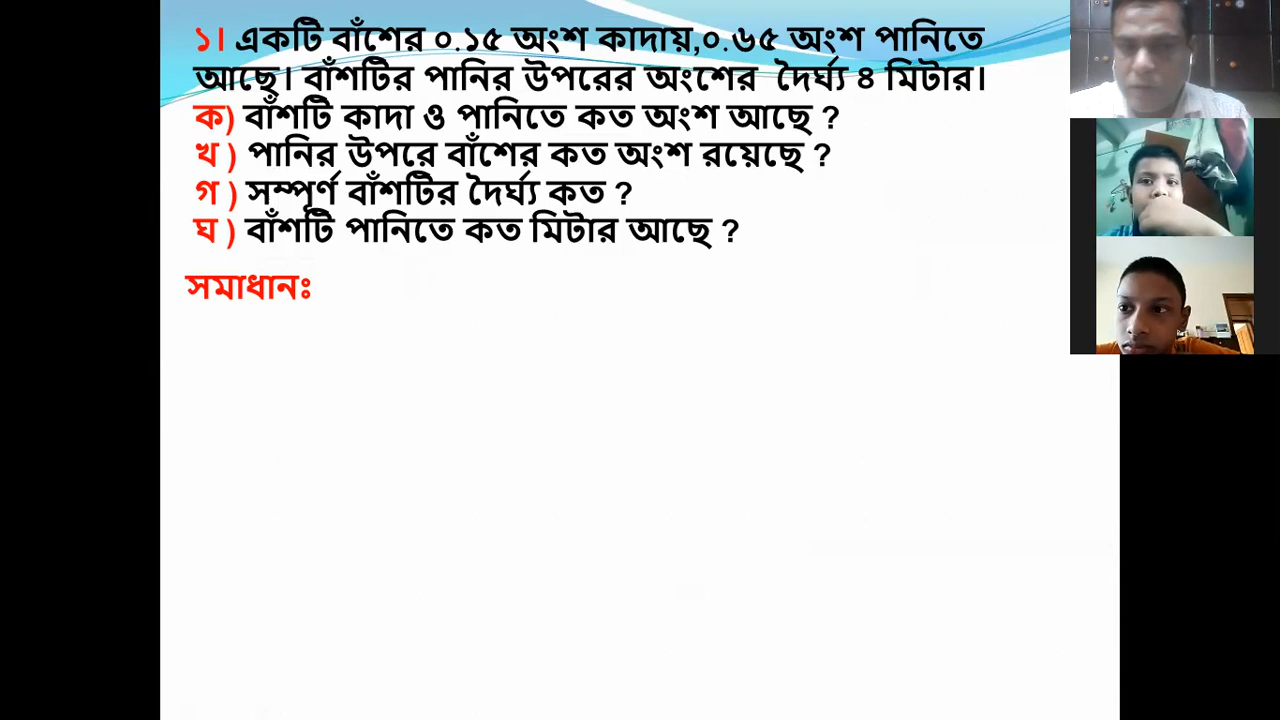 ১। একটি বাঁশের ০.১৫ অংশ কাদায়,০.৬৫ অংশ পানিতে
আছে। বাঁশটির পানির উপরের অংশের দৈর্ঘ্য ৪ মিটার।
ক) বাঁশটি কাদা ও পানিতে কত অংশ আছে ?
খ ) পানির উপরে বাঁশের কত অংশ রয়েছে ?
গ ) সম্পূর্ণ বাঁশটির দৈর্ঘ্য কত ?
ঘ ) বাঁশটি পানিতে কত মিটার আছে ?
সমাধানঃ